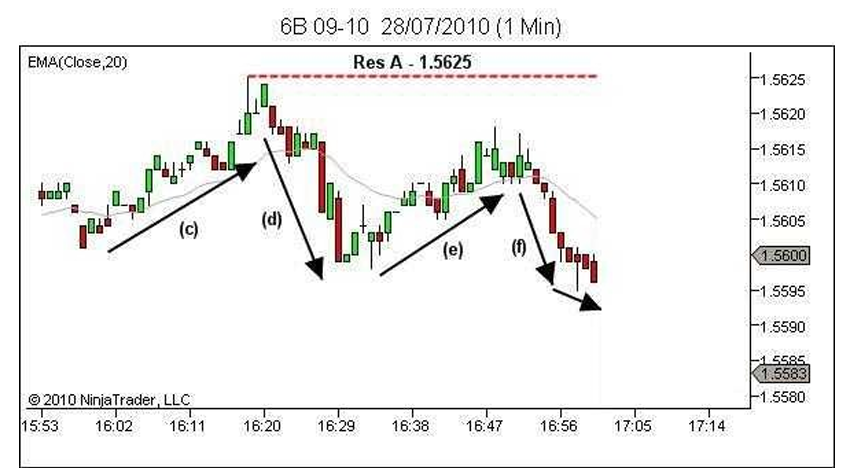 6B 09-10 28/07/2010 (1 Min)
EMA(Close,20)
Res A - 1.5625
1.5625
1.5620
1.5615
1.5610
1.5605
1.5600
1.5595
1.5590
1.5585
1.5583
1.5580
(c)
(d)
(e)
(f)
© 2010 NinjaTrader, LLC
15:53 16:02 16:11 16:20 16:29 16:38 16:47 16:56 17:05 17:14